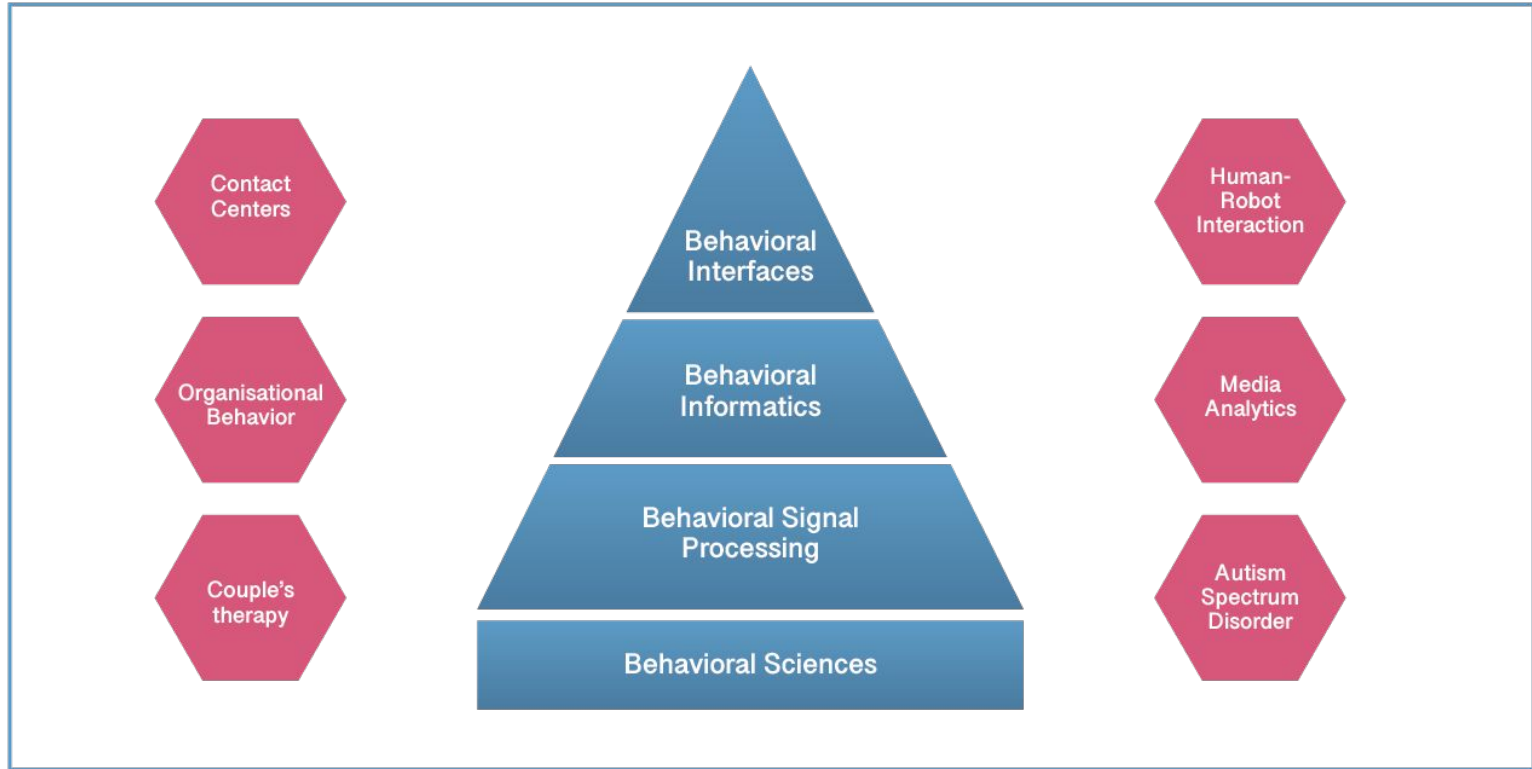 Contact
Centers
Organisational
Behavior
Couple’s
therapy
Behavioral
Interfaces
Behavioral
Informatics
Behavioral Signal
Processing
Behavioral Sciences
Human-
Robot
Interaction
Media
Analytics
Autism
Spectrum
Disorder